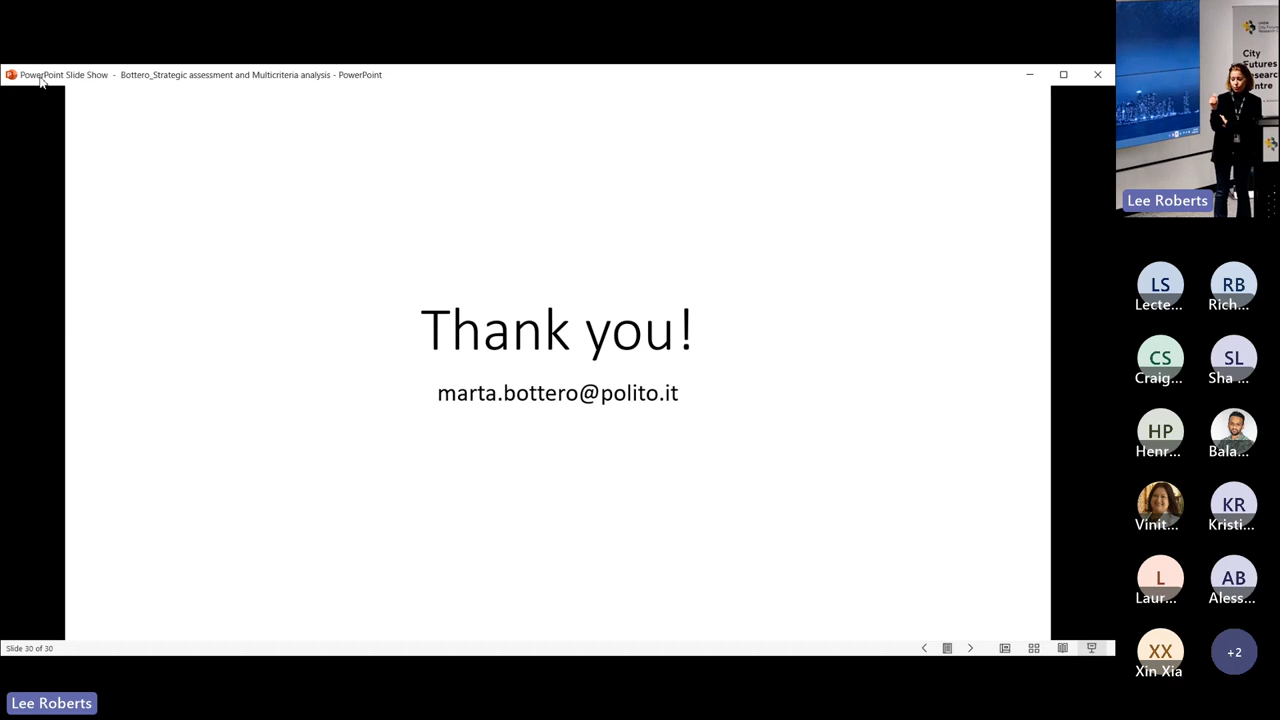 PowerPoint Slide Show - Bottero_Strategic assessment and Multicriteria analysis - PowerPoint
Thank you!
marta.bottero@polito.it
Slide 30 of 30
Lee Roberts
City
Futures
Lee Roberts
LS
Lecte...
RB
Rich...
CS
Craig...
SL
Sha ...
HP
Henr...
Bala...
Vinit...
KR
Kristi...
L
Laur...
AB
Aless...
XX
Xin Xia
+2